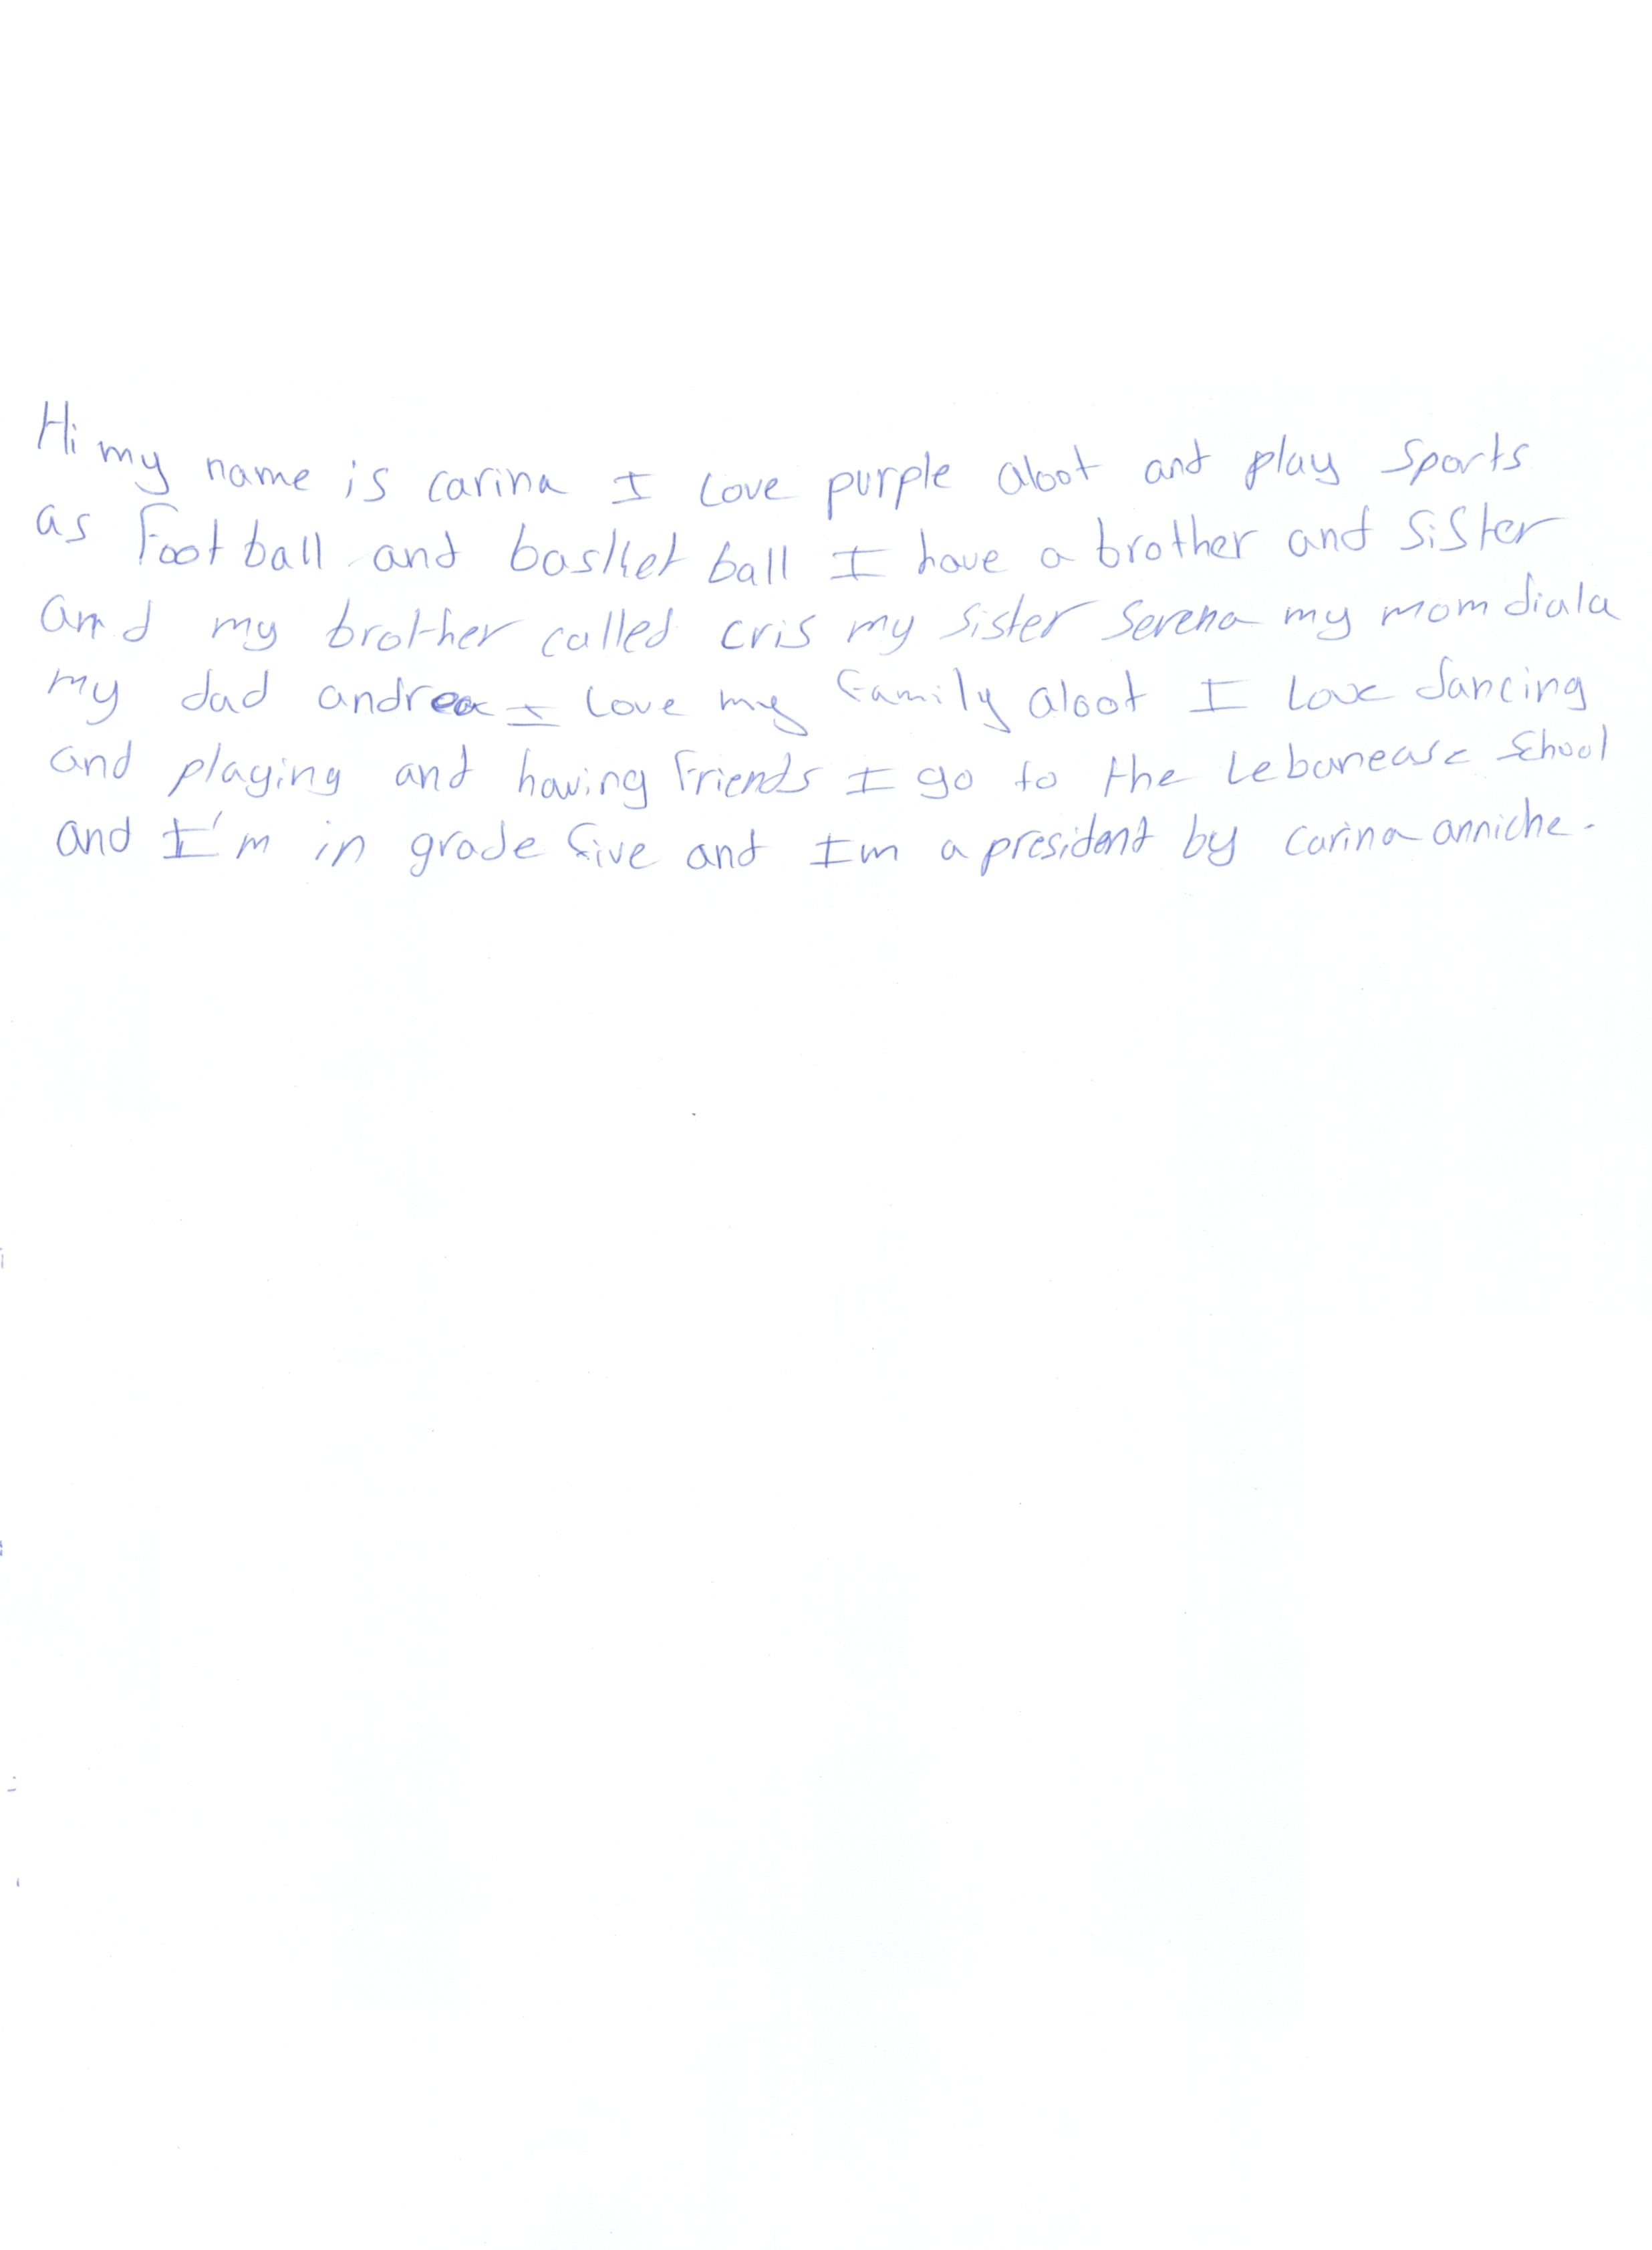 Hi my name is carina I love purple aloot and play sports
as Foot ball and basket ball I have a brother and sister
and my brother called cris my sister serena my mom diala
my dad andrea I love my family aloot I love dancing
and playing and having friends I go to the Lebanease school
and I'm in grade five and Im a president by carina anniche.